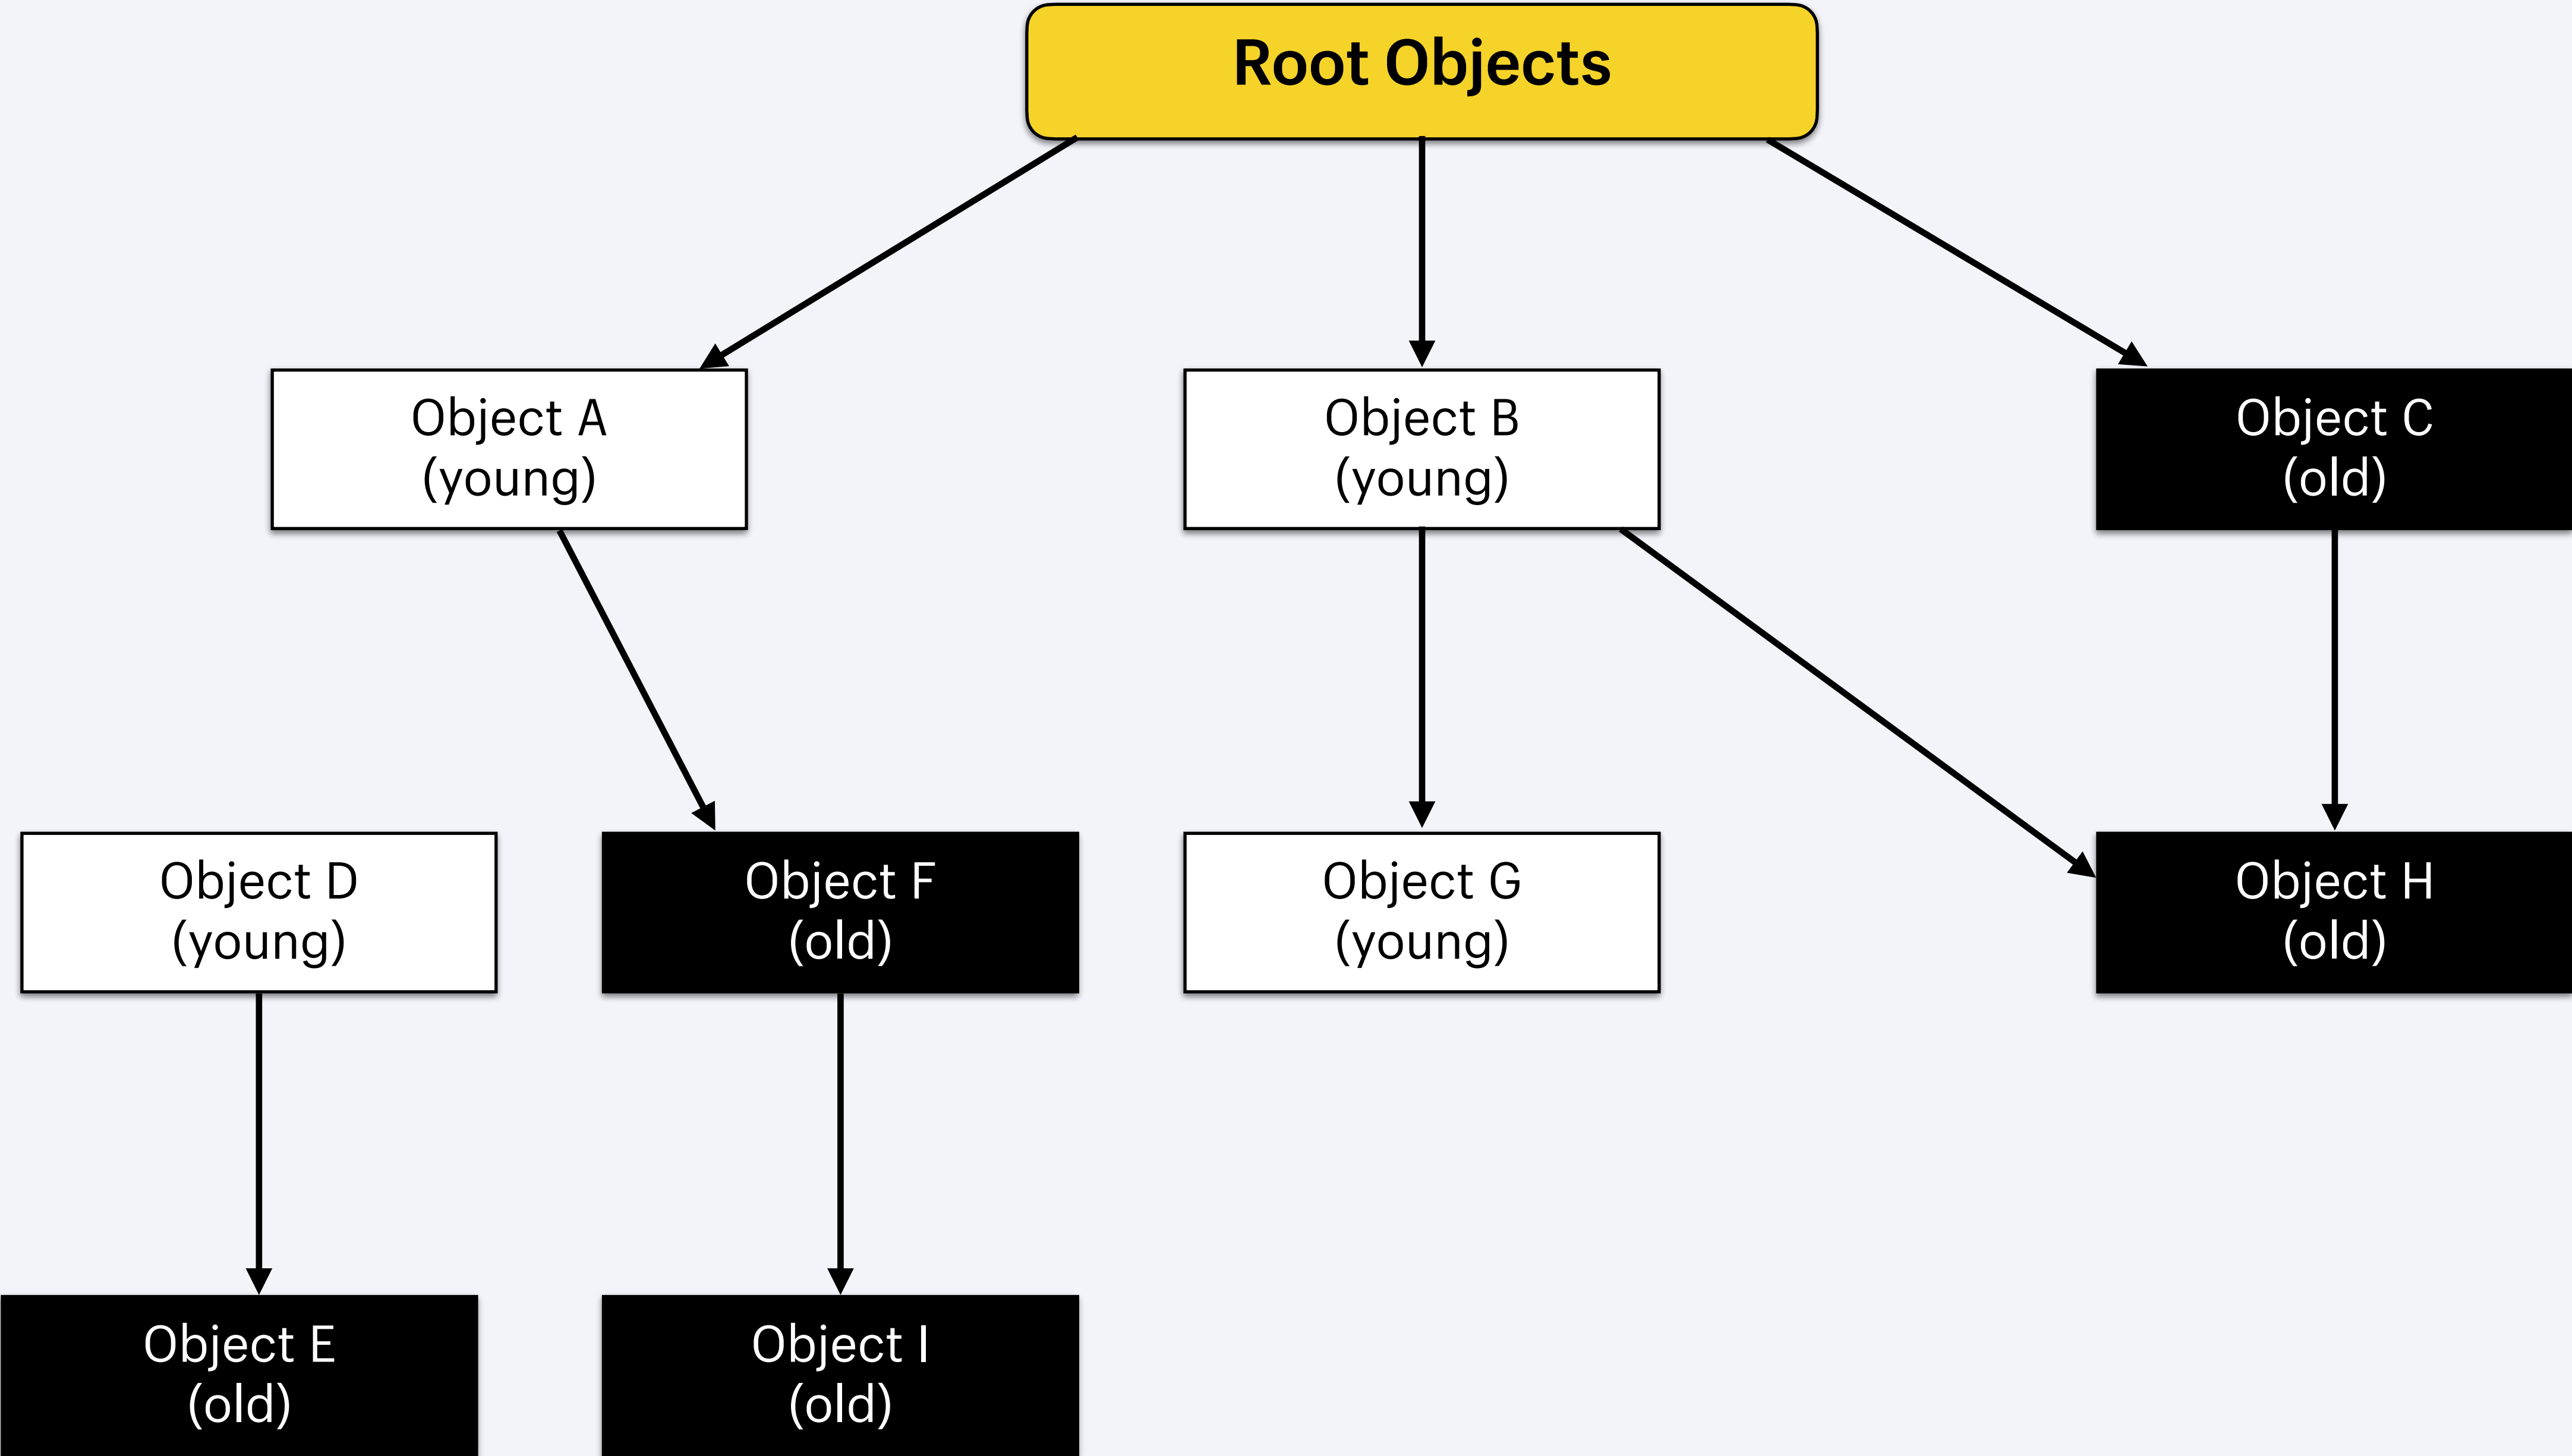 Root Objects
Object A
(young)
Object B
(young)
Object C
(old)
Object D
(young)
Object F
(old)
Object G
(young)
Object H
(old)
Object E
(old)
Object I
(old)